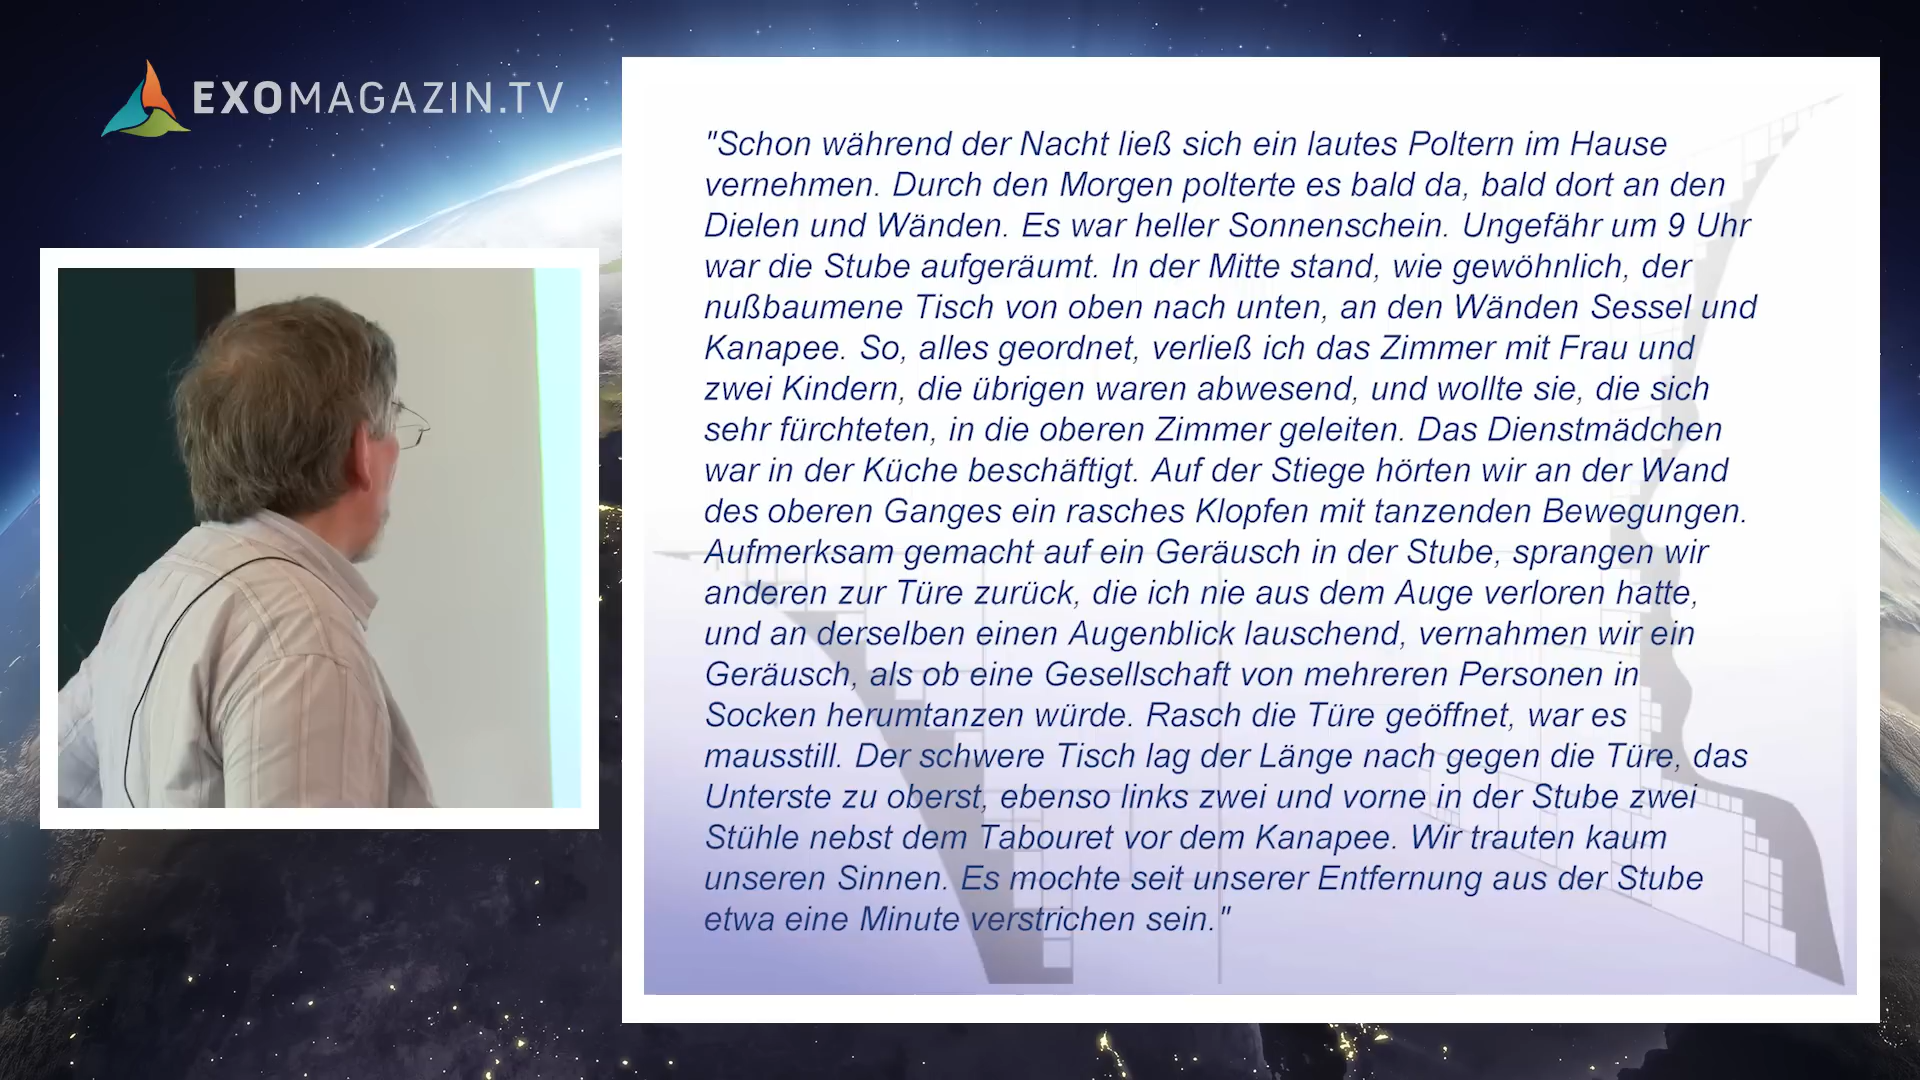 EXOMAGAZIN.TV
"Schon während der Nacht ließ sich ein lautes Poltern im Hause
vernehmen. Durch den Morgen polterte es bald da, bald dort an den
Dielen und Wänden. Es war heller Sonnenschein. Ungefähr um 9 Uhr
war die Stube aufgeräumt. In der Mitte stand, wie gewöhnlich, der
nußbaumene Tisch von oben nach unten, an den Wänden Sessel und
Kanapee. So, alles geordnet, verließ ich das Zimmer mit Frau und
zwei Kindern, die übrigen waren abwesend, und wollte sie, die sich
sehr fürchteten, in die oberen Zimmer geleiten. Das Dienstmädchen
war in der Küche beschäftigt. Auf der Stiege hörten wir an der Wand
des oberen Ganges ein rasches Klopfen mit tanzenden Bewegungen.
Aufmerksam gemacht auf ein Geräusch in der Stube, sprangen wir
anderen zur Türe zurück, die ich nie aus dem Auge verloren hatte,
und an derselben einen Augenblick lauschend, vernahmen wir ein
Geräusch, als ob eine Gesellschaft von mehreren Personen in
Socken herumtanzen würde. Rasch die Türe geöffnet, war es
mausstill. Der schwere Tisch lag der Länge nach gegen die Türe, das
Unterste zu oberst, ebenso links zwei und vorne in der Stube zwei
Stühle nebst dem Tabouret vor dem Kanapee. Wir trauten kaum
unseren Sinnen. Es mochte seit unserer Entfernung aus der Stube
etwa eine Minute verstrichen sein."